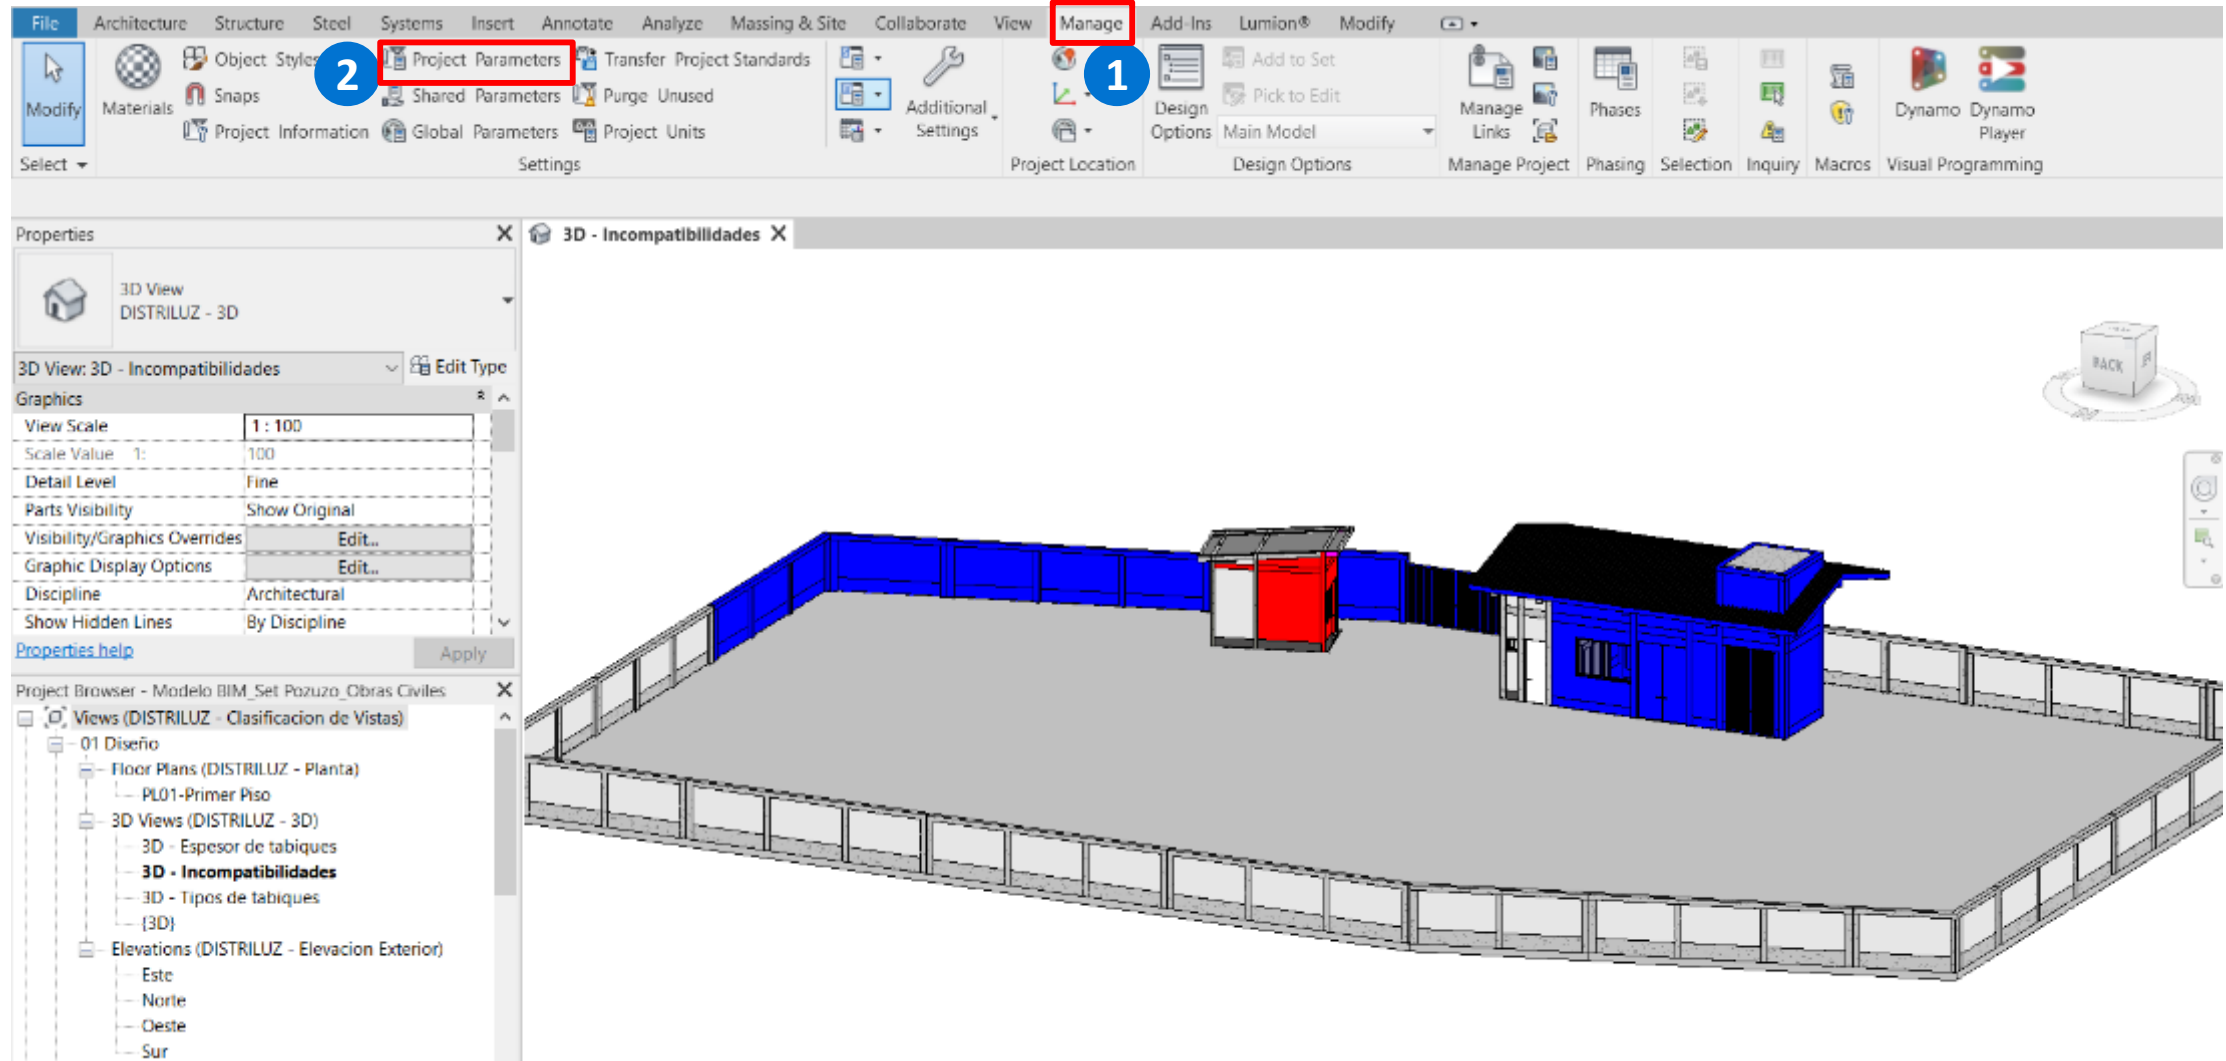 File Architecture Structure Steel Systems Insert Annotate Analyze Massing & Site Collaborate View Manage Add-Ins Lumion® Modify
1
2
Modify
Select
Materials
Object Styles
Snaps
Project Information
Project Parameters
Shared Parameters
Global Parameters
Transfer Project Standards
Purge Unused
Project Units
Additional
Settings
Settings
Project Location
Design
Options
Add to Set
Pick to Edit
Main Model
Design Options
Manage
Links
Manage Project
Phases
Phasing
Selection
Inquiry
Macros
Dynamo
Dynamo
Player
Visual Programming
Properties
3D View
DISTRILUZ - 3D
3D View: 3D - Incompatibilidades
Edit Type
Graphics
View Scale 1 : 100
Scale Value 1: 100
Detail Level Fine
Parts Visibility Show Original
Visibility/Graphics Overrides Edit...
Graphic Display Options Edit...
Discipline Architectural
Show Hidden Lines By Discipline
Properties help
Apply
Project Browser - Modelo BIM_Set Pozuzo_Obras Civiles
Views (DISTRILUZ - Clasificacion de Vistas)
01 Diseño
Floor Plans (DISTRILUZ - Planta)
PL01-Primer Piso
3D Views (DISTRILUZ - 3D)
3D - Espesor de tabiques
3D - Incompatibilidades
3D - Tipos de tabiques
{3D}
Elevations (DISTRILUZ - Elevacion Exterior)
Este
Norte
Oeste
Sur
3D - Incompatibilidades
BACK